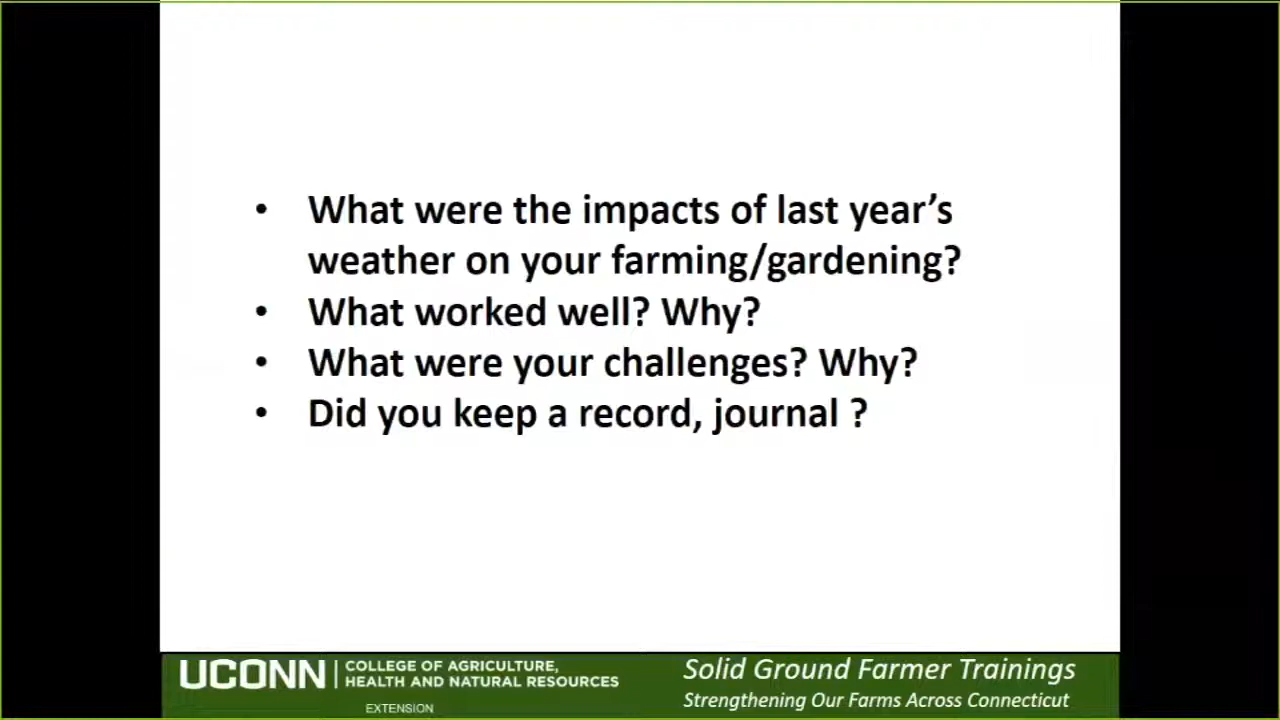 • What were the impacts of last year’s
weather on your farming/gardening?
• What worked well? Why?
• What were your challenges? Why?
• Did you keep a record, journal ?
UCONN | COLLEGE OF AGRICULTURE,
HEALTH AND NATURAL RESOURCES
EXTENSION
Solid Ground Farmer Trainings
Strengthening Our Farms Across Connecticut